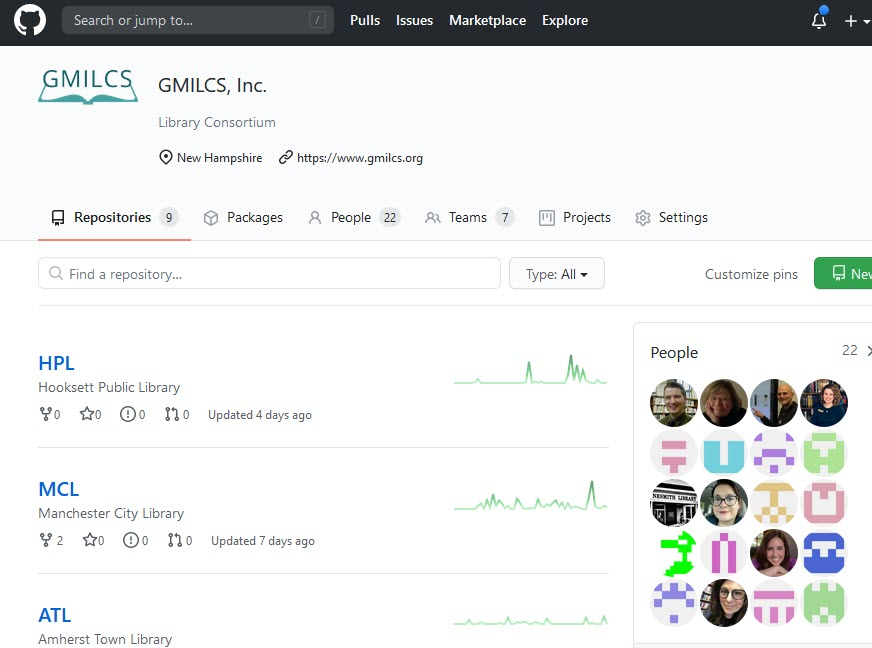 Search or jump to... /
Pulls Issues Marketplace Explore
GMILCS
GMILCS, Inc.
Library Consortium
New Hampshire https://www.gmilcs.org
Repositories 9 Packages People 22 Teams 7 Projects Settings
Find a repository... Type: All Customize pins New
People 22
HPL
Hooksett Public Library
0 0 0 0 Updated 4 days ago
MCL
Manchester City Library
2 0 0 0 Updated 7 days ago
NESMITH LIBRARY
ATL
Amherst Town Library